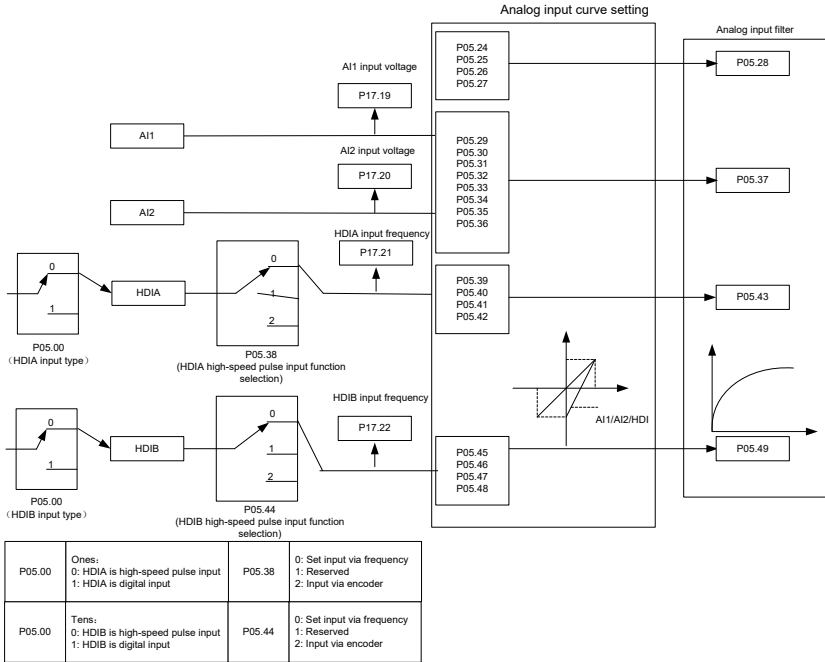 Analog input curve setting
Analog input filter
P05.24
P05.25
P05.26
P05.27
P05.28
AI1 input voltage
P17.19
AI1
AI2 input voltage
P17.20
AI2
P05.29
P05.30
P05.31
P05.32
P05.33
P05.34
P05.35
P05.36
P05.37
HDIA input frequency
P17.21
0
1
HDIA
0
1
2
P05.39
P05.40
P05.41
P05.42
P05.43
P05.00
（HDIA input type）
P05.38
(HDIA high-speed pulse input function
selection)
AI1/AI2/HDI
HDIB input frequency
P17.22
0
1
HDIB
0
1
2
P05.45
P05.46
P05.47
P05.48
P05.49
P05.00
（HDIB input type）
P05.44
(HDIB high-speed pulse input function
selection)
P05.00
Ones：
0: HDIA is high-speed pulse input
1: HDIA is digital input
P05.38
0: Set input via frequency
1: Reserved
2: Input via encoder
P05.00
Tens：
0: HDIB is high-speed pulse input
1: HDIB is digital input
P05.44
0: Set input via frequency
1: Reserved
2: Input via encoder